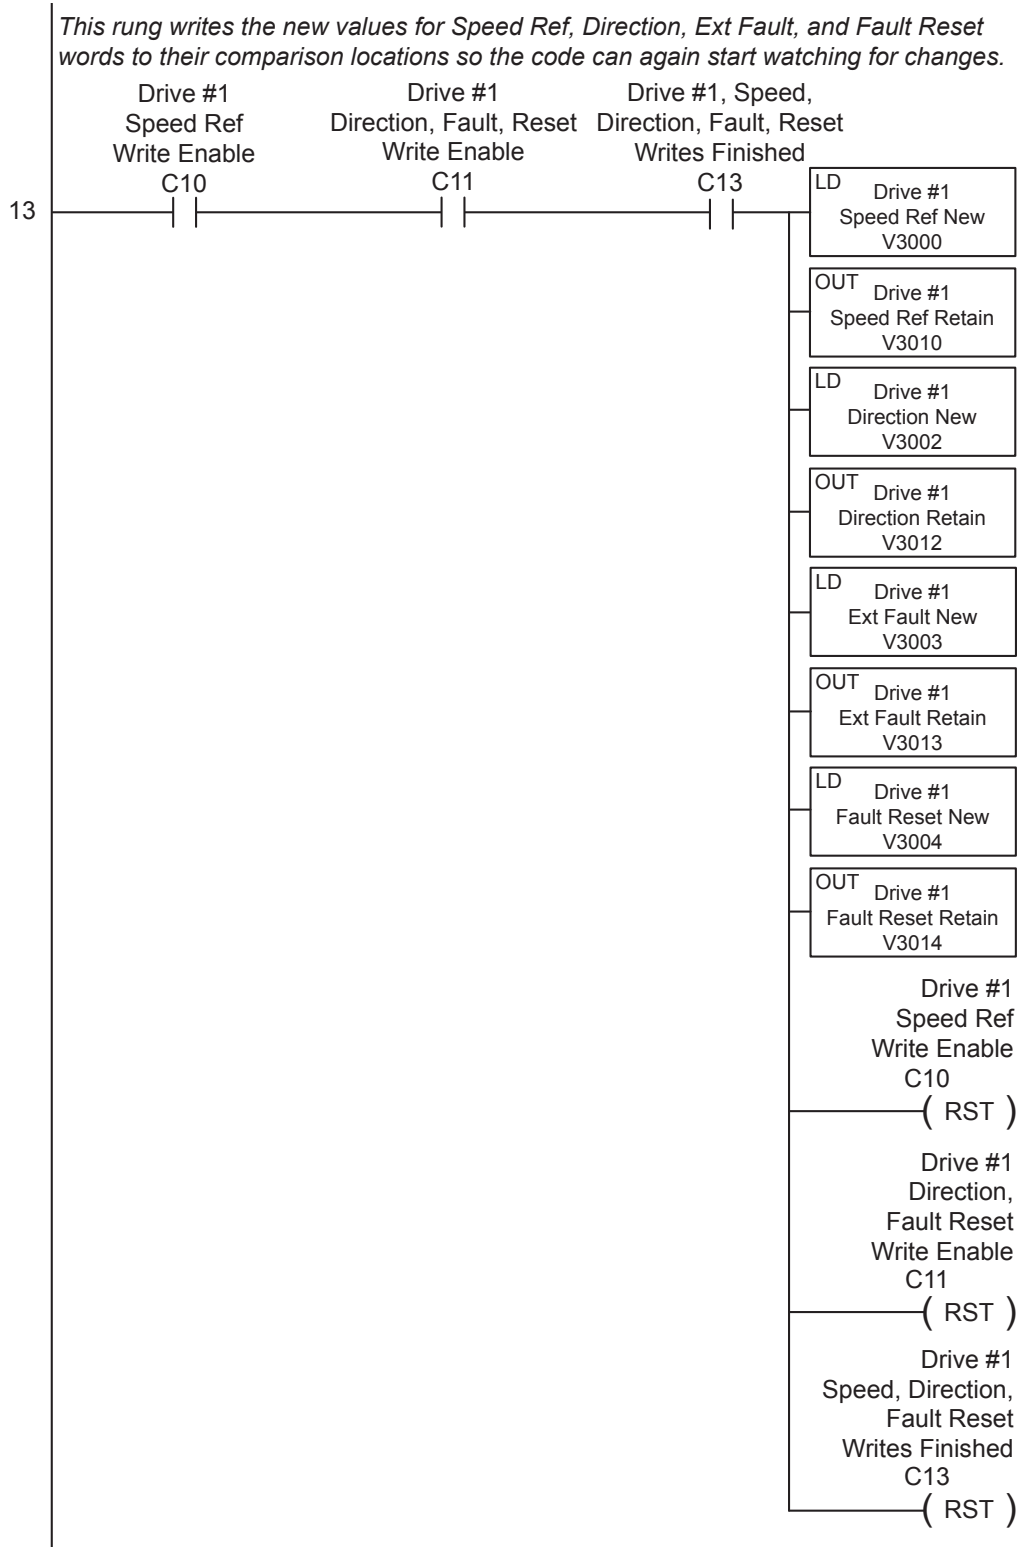 This rung writes the new values for Speed Ref, Direction, Ext Fault, and Fault Reset
words to their comparison locations so the code can again start watching for changes.
Drive #1
Speed Ref
Write Enable
C10
Drive #1
Direction, Fault, Reset
Write Enable
C11
Drive #1, Speed,
Direction, Fault, Reset
Writes Finished
C13
13
LD
Drive #1
Speed Ref New
V3000
OUT
Drive #1
Speed Ref Retain
V3010
LD
Drive #1
Direction New
V3002
OUT
Drive #1
Direction Retain
V3012
LD
Drive #1
Ext Fault New
V3003
OUT
Drive #1
Ext Fault Retain
V3013
LD
Drive #1
Fault Reset New
V3004
OUT
Drive #1
Fault Reset Retain
V3014
Drive #1
Speed Ref
Write Enable
C10
( RST )
Drive #1
Direction,
Fault Reset
Write Enable
C11
( RST )
Drive #1
Speed, Direction,
Fault Reset
Writes Finished
C13
( RST )